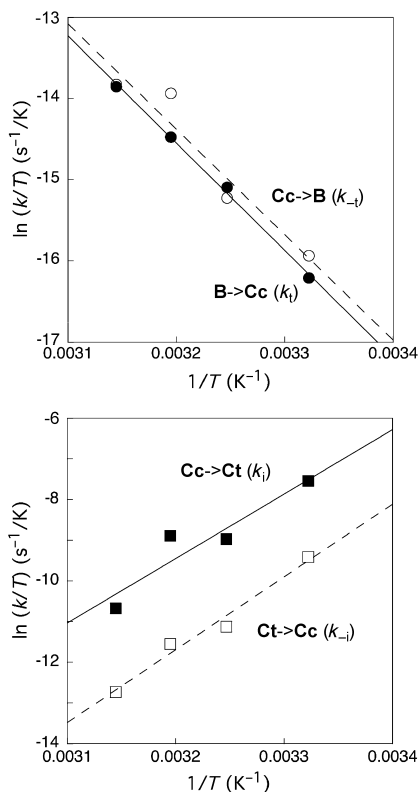 -13
-14
-15
-16
-17
ln (k/T) (s⁻¹/K)
Cc->B (k₋t)
B->Cc (kt)
0.0031 0.0032 0.0033 0.0034
1/T (K⁻¹)
-6
-8
-10
-12
-14
ln (k/T) (s⁻¹/K)
Cc->Ct (ki)
Ct->Cc (k₋i)
0.0031 0.0032 0.0033 0.0034
1/T (K⁻¹)